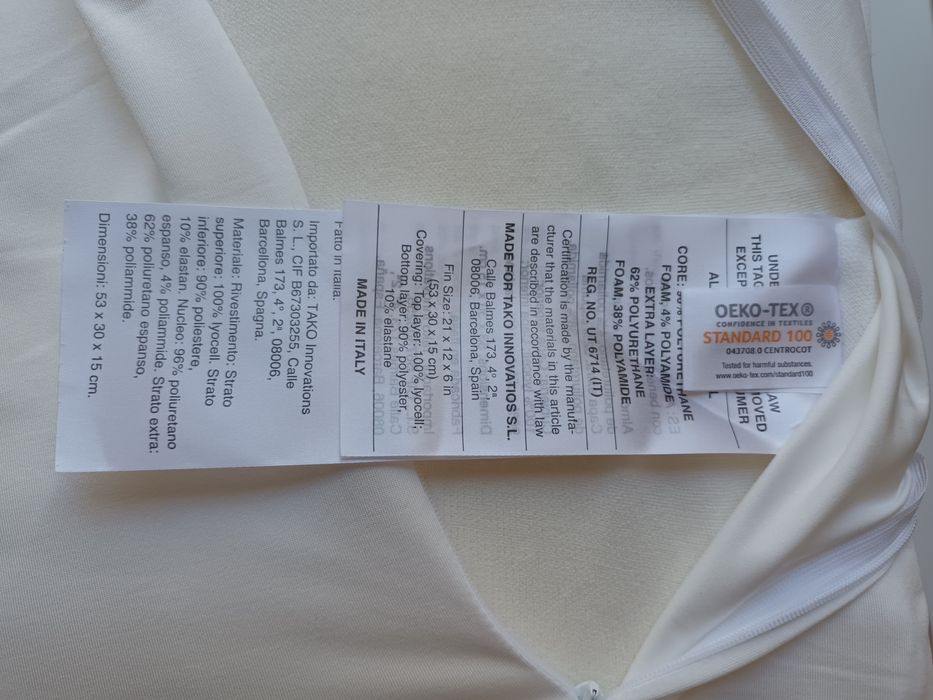 OEKO-TEX®
CONFIDENCE IN TEXTILES
STANDARD 100
043708.0 CENTROCOT
Tested for harmful substances.
www.oeko-tex.com/standard100
UNDE
AW
THIS TAG
OVED
EXCEP
UMER
AL
L
CORE: POLYURETHANE
FOAM, 4% POLYAMIDE
EXTRA LAYER:
62% POLYURETHANE
FOAM, 38% POLYAMIDE
REG. NO, UT 6714 (IT)
Certification is made by the manufa-
cturer that the materials in this article
are described in accordance with law
MADE FOR TAKO INNOVATIOS S.L.
Calle Balmes 173, 4°, 2ª
08006, Barcelona, Spain
Fin Size: 21 x 12 x 6 in
(53 x 30 x 15 cm)
Covering: Top layer: 100% lyocell;
Bottom layer: 90% polyester,
10% elastane
MADE IN ITALY
Fatto in Italia.
Importato da: TAKO Innovations
S. L., CIF B67303255, Calle
Balmes 173, 4°, 2ª, 08006,
Barcellona, Spagna.
Materiale: Rivestimento: Strato
superiore: 100% lyocell, Strato
inferiore: 90% poliestere,
10% elastan. Nucleo: 96% poliuretano
espanso, 4% poliammide. Strato extra:
62% poliuretano espanso,
38% poliammide.
Dimensioni: 53 x 30 x 15 cm.